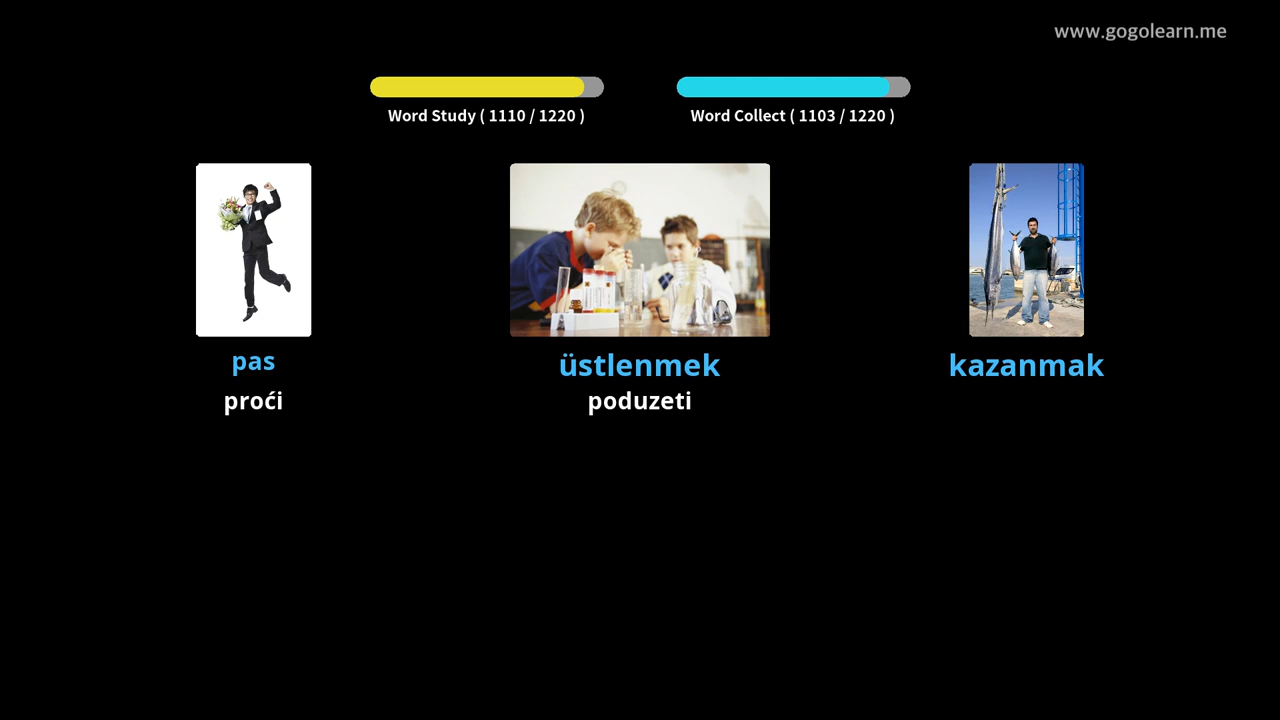 www.gogolearn.me
Word Study ( 1110 / 1220 )
Word Collect ( 1103 / 1220 )
pas
üstlenmek
kazanmak
proći
poduzeti